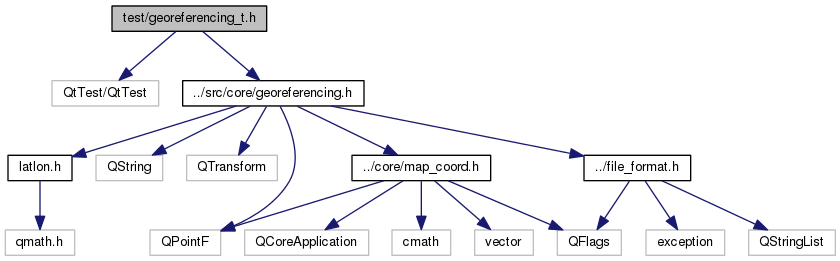 test/georeferencing_t.h
QtTest/QtTest
../src/core/georeferencing.h
latlon.h
QString
QTransform
../core/map_coord.h
../file_format.h
qmath.h
QPointF
QCoreApplication
cmath
vector
QFlags
exception
QStringList